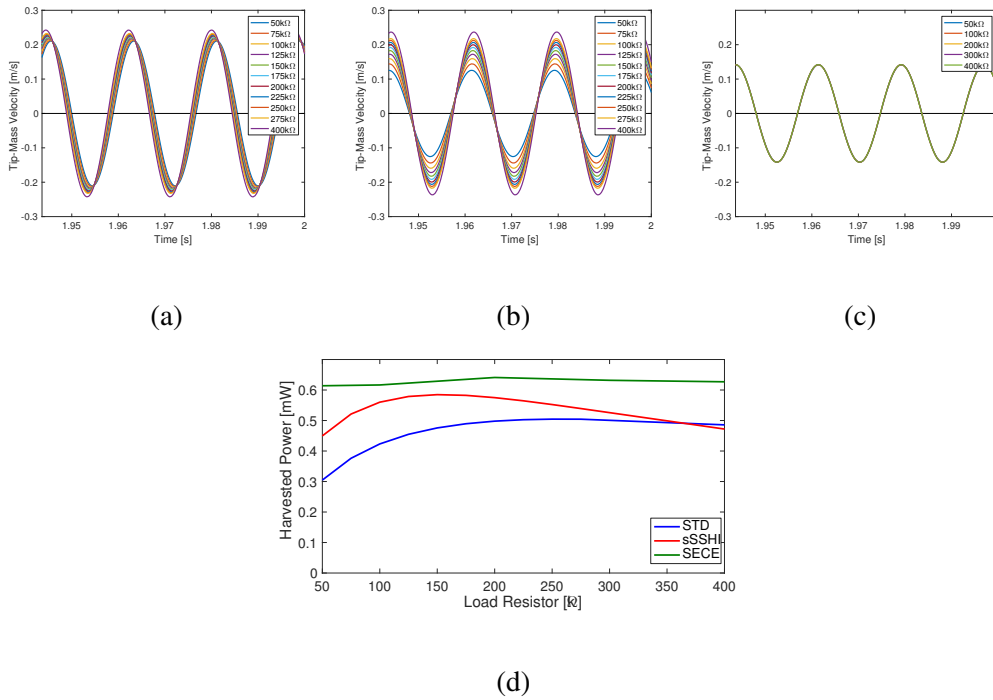 0.3
0.2
0.1
0
-0.1
-0.2
-0.3
Tip-Mass Velocity [m/s]
1.95 1.96 1.97 1.98 1.99 2
Time [s]
50kΩ
75kΩ
100kΩ
125kΩ
150kΩ
175kΩ
200kΩ
225kΩ
250kΩ
275kΩ
400kΩ
(a)
0.3
0.2
0.1
0
-0.1
-0.2
-0.3
Tip-Mass Velocity [m/s]
1.95 1.96 1.97 1.98 1.99 2
Time [s]
50kΩ
75kΩ
100kΩ
125kΩ
150kΩ
175kΩ
200kΩ
225kΩ
250kΩ
275kΩ
400kΩ
(b)
0.3
0.2
0.1
0
-0.1
-0.2
-0.3
Tip-Mass Velocity [m/s]
1.95 1.96 1.97 1.98 1.99
Time [s]
50kΩ
100kΩ
200kΩ
300kΩ
400kΩ
(c)
0.6
0.5
0.4
0.3
0.2
0.1
0
Harvested Power [mW]
50 100 150 200 250 300 350 400
Load Resistor [kΩ]
STD
sSSHI
SECE
(d)